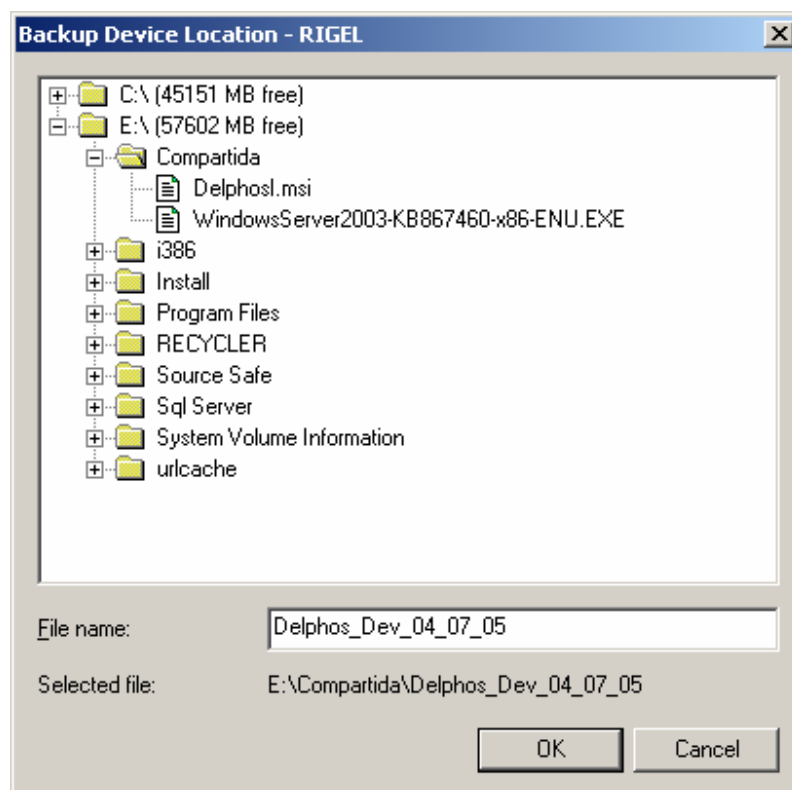 Backup Device Location - RIGEL
C:\ (45151 MB free)
E:\ (57602 MB free)
Compartida
DelphosI.msi
WindowsServer2003-KB867460-x86-ENU.EXE
i386
Install
Program Files
RECYCLER
Source Safe
Sql Server
System Volume Information
urlcache
File name: Delphos_Dev_04_07_05
Selected file: E:\Compartida\Delphos_Dev_04_07_05
OK Cancel